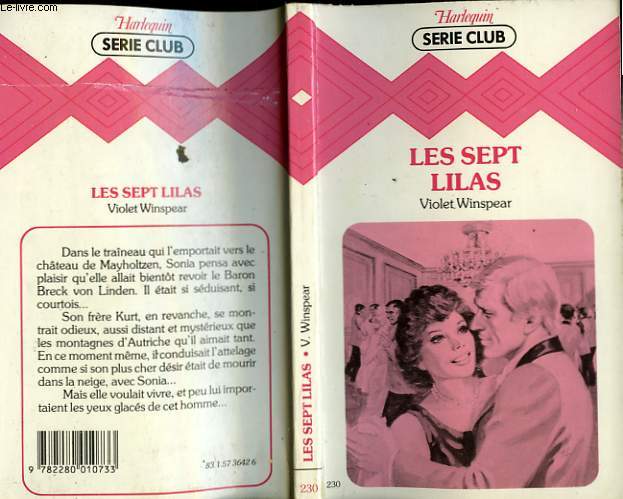 Le-livre.com
Harlequin
SERIE CLUB
LES SEPT LILAS
Violet Winspear
Dans le traîneau qui l'emportait vers le
château de Mayholtzen, Sonia pensa avec
plaisir qu'elle allait bientôt revoir le Baron
Breck von Linden. Il était si séduisant, si
courtois...
Son frère Kurt, en revanche, se mon-
trait odieux, aussi distant et mystérieux que
les montagnes d'Autriche qu'il aimait tant.
En ce moment même, il conduisait l'attelage
comme si son plus cher désir était de mourir
dans la neige, avec Sonia...
Mais elle voulait vivre, et peu lui impor-
taient les yeux glacés de cet homme...
9 782280 010733
83 1.57 3642 6
LES SEPT LILAS • V. Winspear
230
Harlequin
SERIE CLUB
LES SEPT
LILAS
Violet Winspear
230